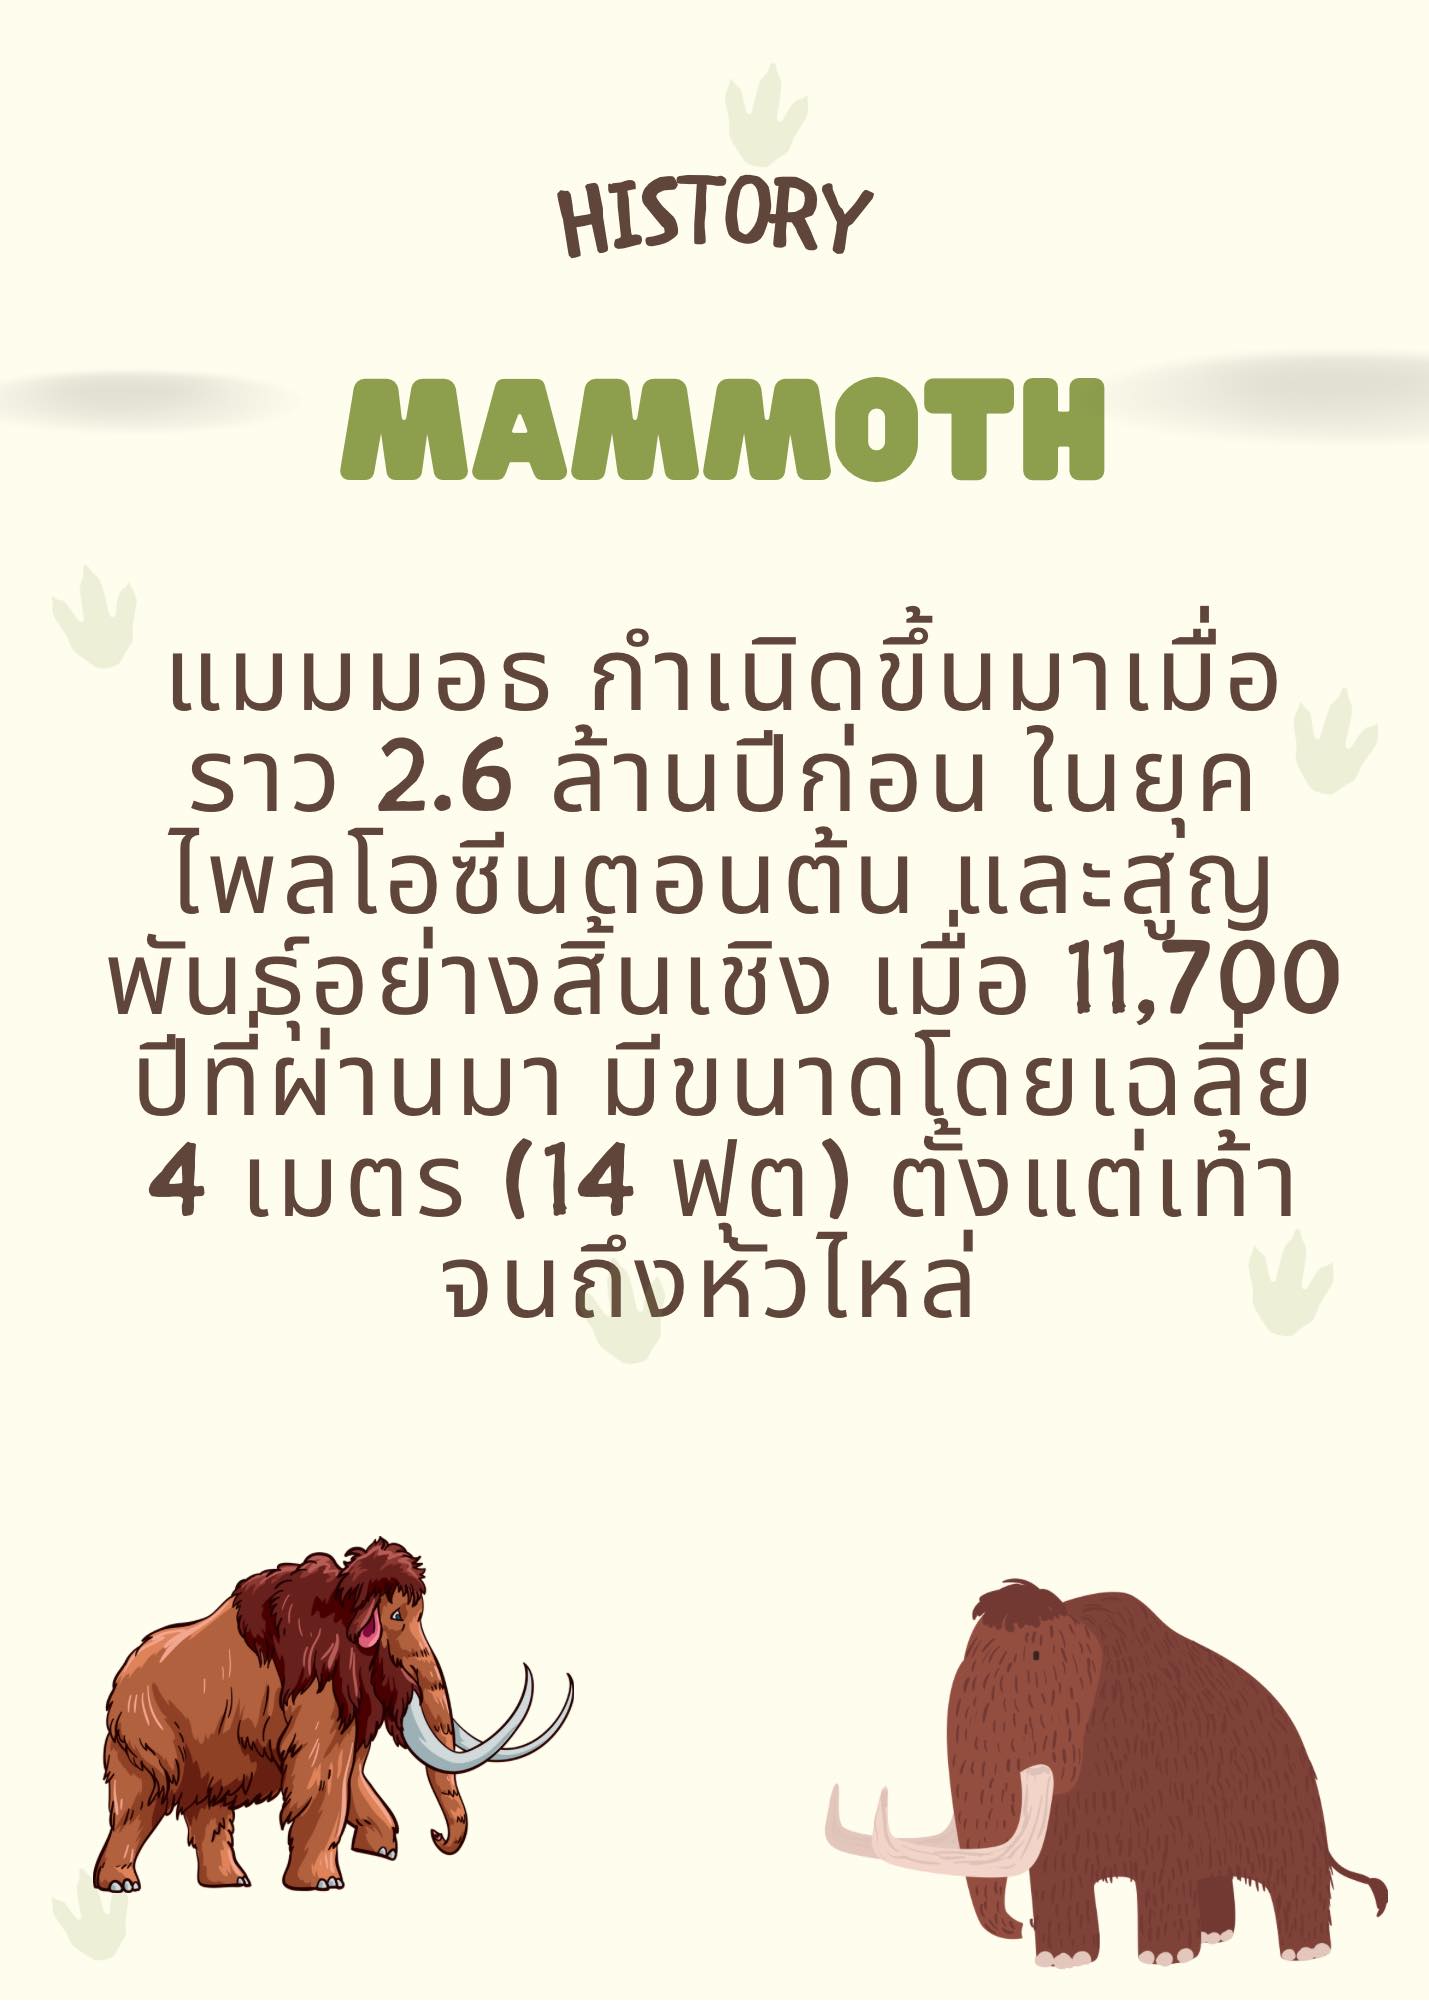 HISTORY
MAMMOTH
แมมมอธ กำเนิดขึ้นมาเมื่อ
ราว 2.6 ล้านปีก่อน ในยุค
ไพลโอซีนตอนต้น และสูญ
พันธุ์อย่างสิ้นเชิง เมื่อ 11,700
ปีที่ผ่านมา มีขนาดโดยเฉลี่ย
4 เมตร (14 ฟุต) ตั้งแต่เท้า
จนถึงหัวไหล่